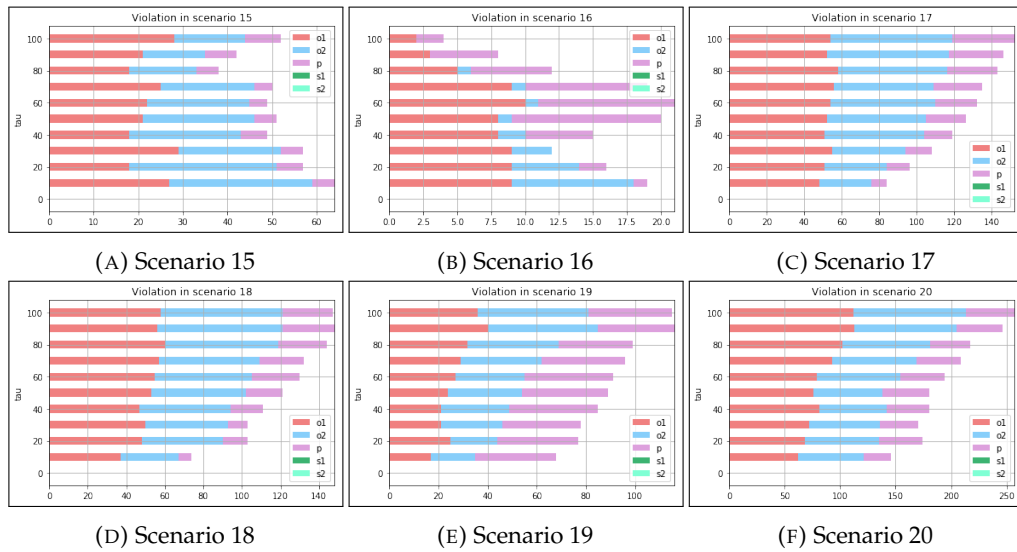 Violation in scenario 15
tau
100
80
60
40
20
0
0 10 20 30 40 50 60
o1
o2
p
s1
s2
(A) Scenario 15
Violation in scenario 16
tau
100
80
60
40
20
0
0.0 2.5 5.0 7.5 10.0 12.5 15.0 17.5 20.0
o1
o2
p
s1
s2
(B) Scenario 16
Violation in scenario 17
tau
100
80
60
40
20
0
0 20 40 60 80 100 120 140
o1
o2
p
s1
s2
(C) Scenario 17
Violation in scenario 18
tau
100
80
60
40
20
0
0 20 40 60 80 100 120 140
o1
o2
p
s1
s2
(D) Scenario 18
Violation in scenario 19
tau
100
80
60
40
20
0
0 20 40 60 80 100
o1
o2
p
s1
s2
(E) Scenario 19
Violation in scenario 20
tau
100
80
60
40
20
0
0 50 100 150 200 250
o1
o2
p
s1
s2
(F) Scenario 20